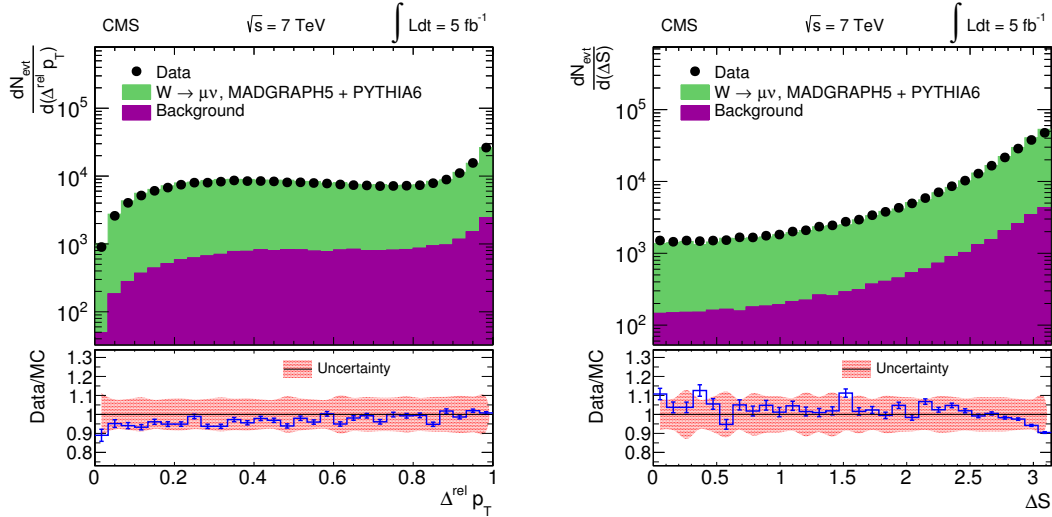 CMS √s = 7 TeV ∫ Ldt = 5 fb⁻¹
dN_evt / d(Δ^rel p_T)
Data
W → μν, MADGRAPH5 + PYTHIA6
Background
10⁵
10⁴
10³
10²
Data/MC
1.3
1.2
1.1
1
0.9
0.8
Uncertainty
0 0.2 0.4 0.6 0.8 1
Δ^rel p_T
CMS √s = 7 TeV ∫ Ldt = 5 fb⁻¹
dN_evt / d(ΔS)
Data
W → μν, MADGRAPH5 + PYTHIA6
Background
10⁵
10⁴
10³
10²
Data/MC
1.3
1.2
1.1
1
0.9
0.8
Uncertainty
0 0.5 1 1.5 2 2.5 3
ΔS